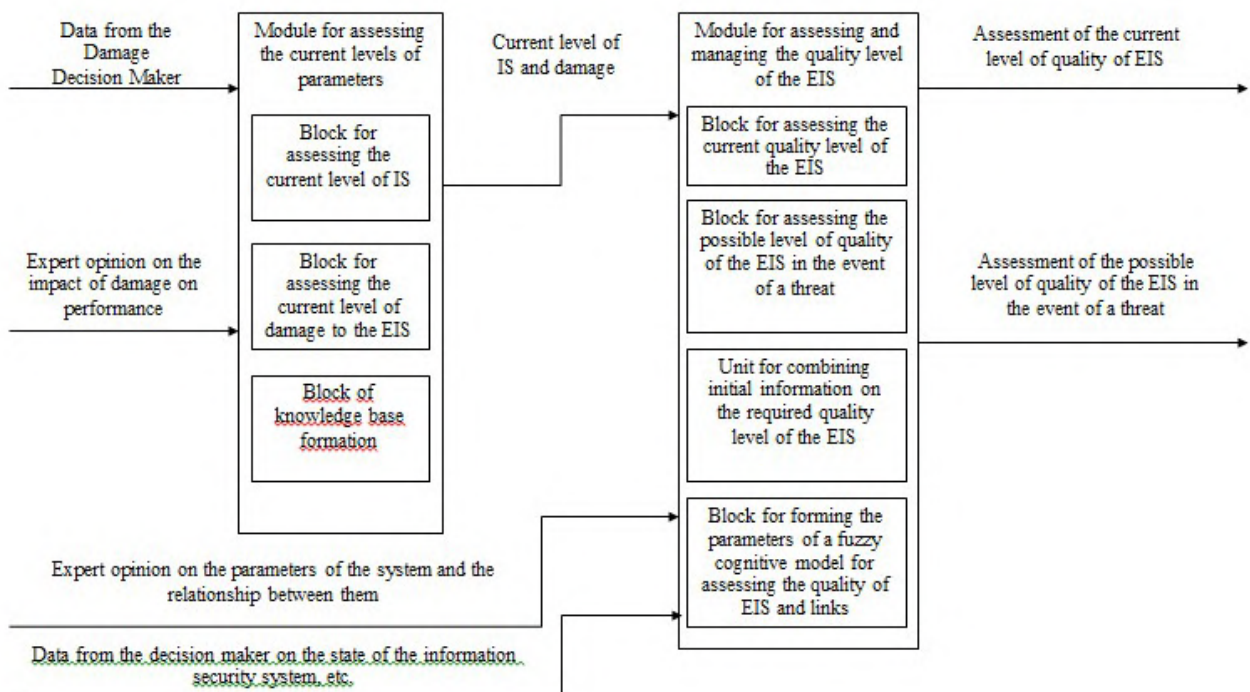 Data from the
Damage
Decision Maker
Module for assessing
the current levels of
parameters
Block for
assessing the
current level of IS
Expert opinion on the
impact of damage on
performance
Block for
assessing the
current level of
damage to the EIS
Block of
knowledge base
formation
Current level of
IS and damage
Module for assessing and
managing the quality level
of the EIS
Block for assessing the
current quality level of
the EIS
Block for assessing the
possible level of quality
of the EIS in the event
of a threat
Unit for combining
initial information on
the required quality
level of the EIS
Block for forming the
parameters of a fuzzy
cognitive model for
assessing the quality of
EIS and links
Assessment of the current
level of quality of EIS
Assessment of the possible
level of quality of the EIS in
the event of a threat
Expert opinion on the parameters of the system and the
relationship between them
Data from the decision maker on the state of the information
security system, etc.